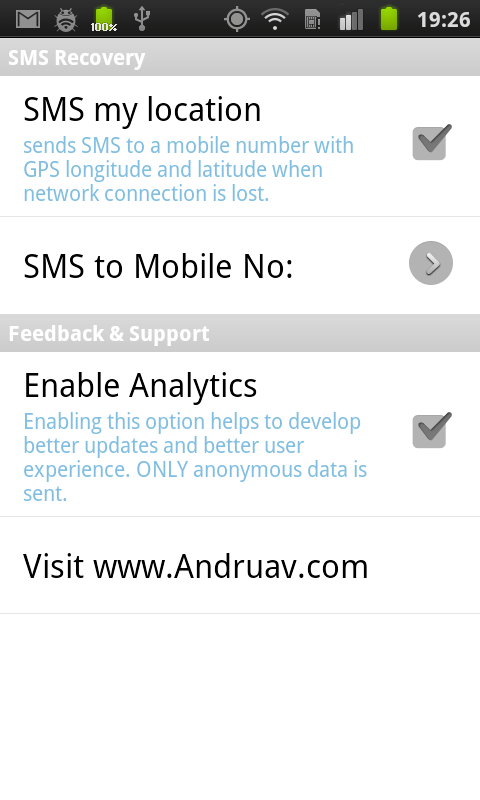 100%
19:26
SMS Recovery
SMS my location
sends SMS to a mobile number with
GPS longitude and latitude when
network connection is lost.
SMS to Mobile No:
Feedback & Support
Enable Analytics
Enabling this option helps to develop
better updates and better user
experience. ONLY anonymous data is
sent.
Visit www.Andruav.com